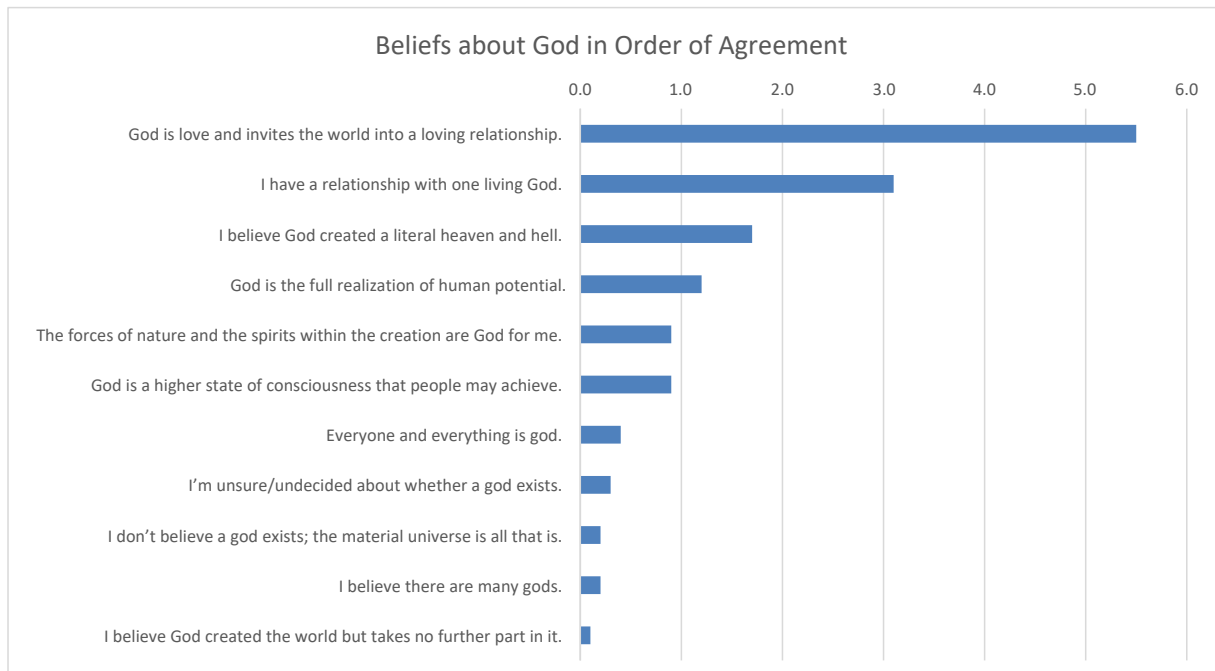 Beliefs about God in Order of Agreement
0.0 1.0 2.0 3.0 4.0 5.0 6.0
God is love and invites the world into a loving relationship.
I have a relationship with one living God.
I believe God created a literal heaven and hell.
God is the full realization of human potential.
The forces of nature and the spirits within the creation are God for me.
God is a higher state of consciousness that people may achieve.
Everyone and everything is god.
I’m unsure/undecided about whether a god exists.
I don’t believe a god exists; the material universe is all that is.
I believe there are many gods.
I believe God created the world but takes no further part in it.